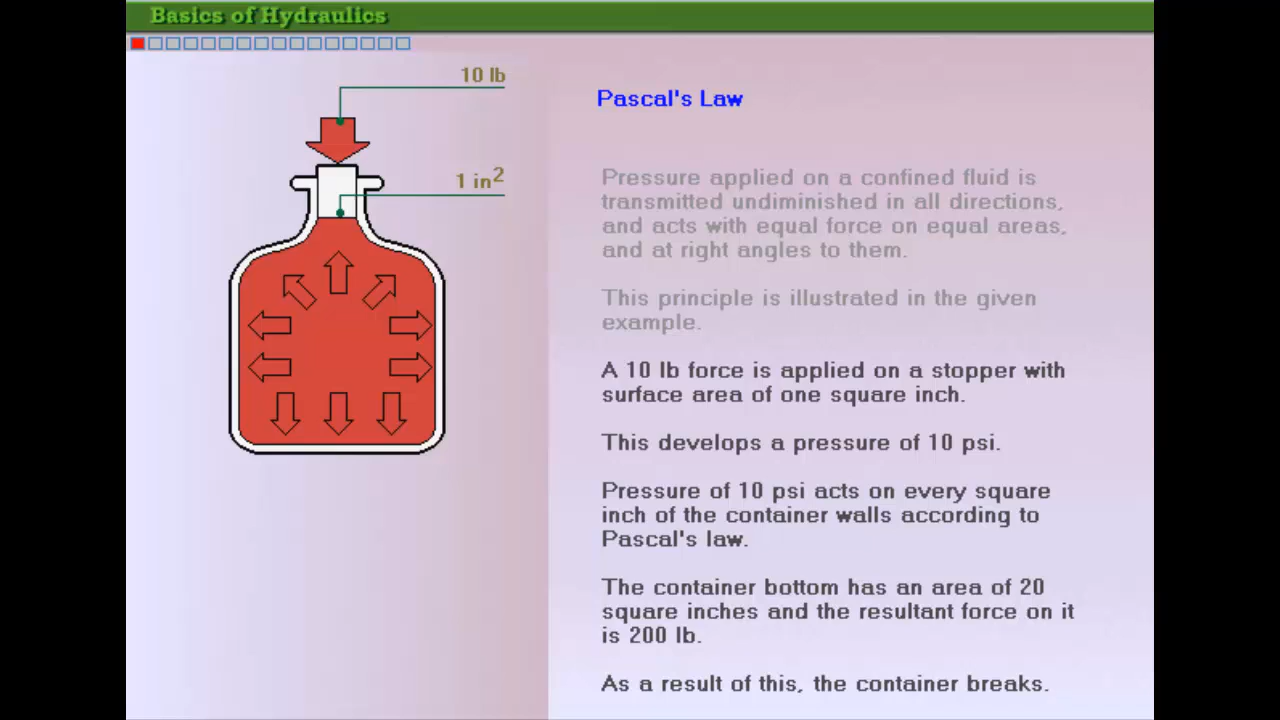 Basics of Hydraulics
10 lb
1 in²
Pascal's Law
Pressure applied on a confined fluid is
transmitted undiminished in all directions,
and acts with equal force on equal areas,
and at right angles to them.
This principle is illustrated in the given
example.
A 10 lb force is applied on a stopper with
surface area of one square inch.
This develops a pressure of 10 psi.
Pressure of 10 psi acts on every square
inch of the container walls according to
Pascal's law.
The container bottom has an area of 20
square inches and the resultant force on it
is 200 lb.
As a result of this, the container breaks.